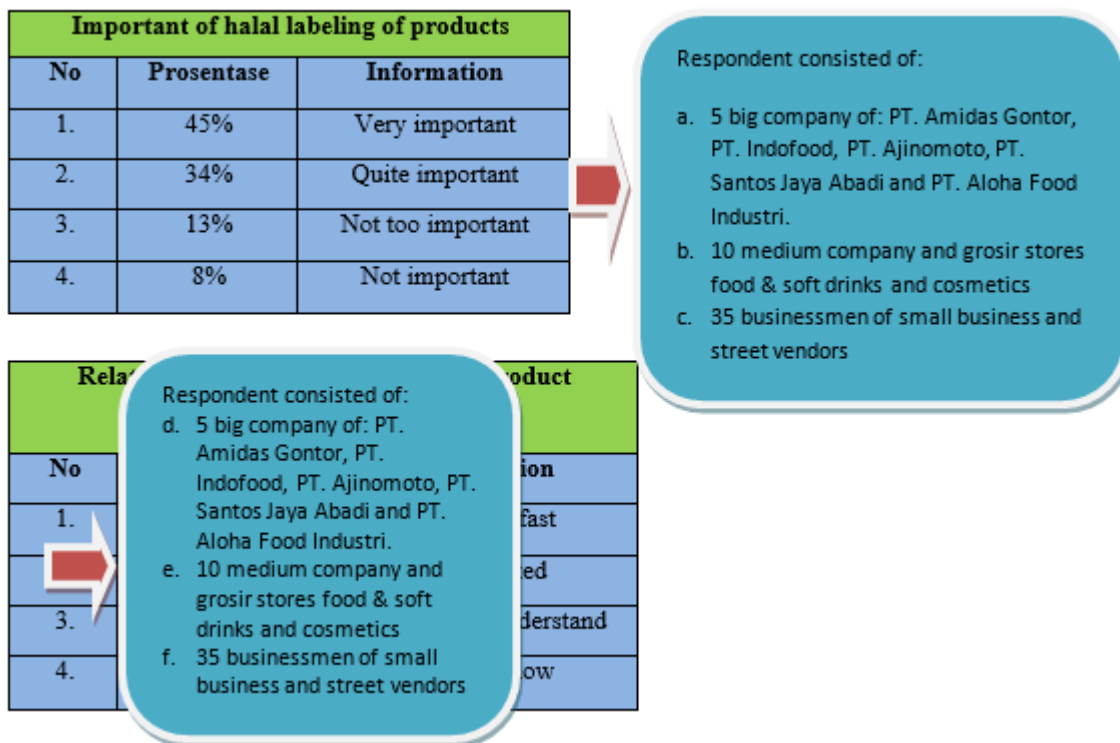 Important of halal labeling of products
No Prosentase Information
1. 45% Very important
2. 34% Quite important
3. 13% Not too important
4. 8% Not important
Respondent consisted of:
a. 5 big company of: PT. Amidas Gontor,
PT. Indofood, PT. Ajinomoto, PT.
Santos Jaya Abadi and PT. Aloha Food
Industri.
b. 10 medium company and grosir stores
food & soft drinks and cosmetics
c. 35 businessmen of small business and
street vendors
No
1. fast
3.
4.
Respondent consisted of:
d. 5 big company of: PT.
Amidas Gontor, PT.
Indofood, PT. Ajinomoto, PT.
Santos Jaya Abadi and PT.
Aloha Food Industri.
e. 10 medium company and
grosir stores food & soft
drinks and cosmetics
f. 35 businessmen of small
business and street vendors